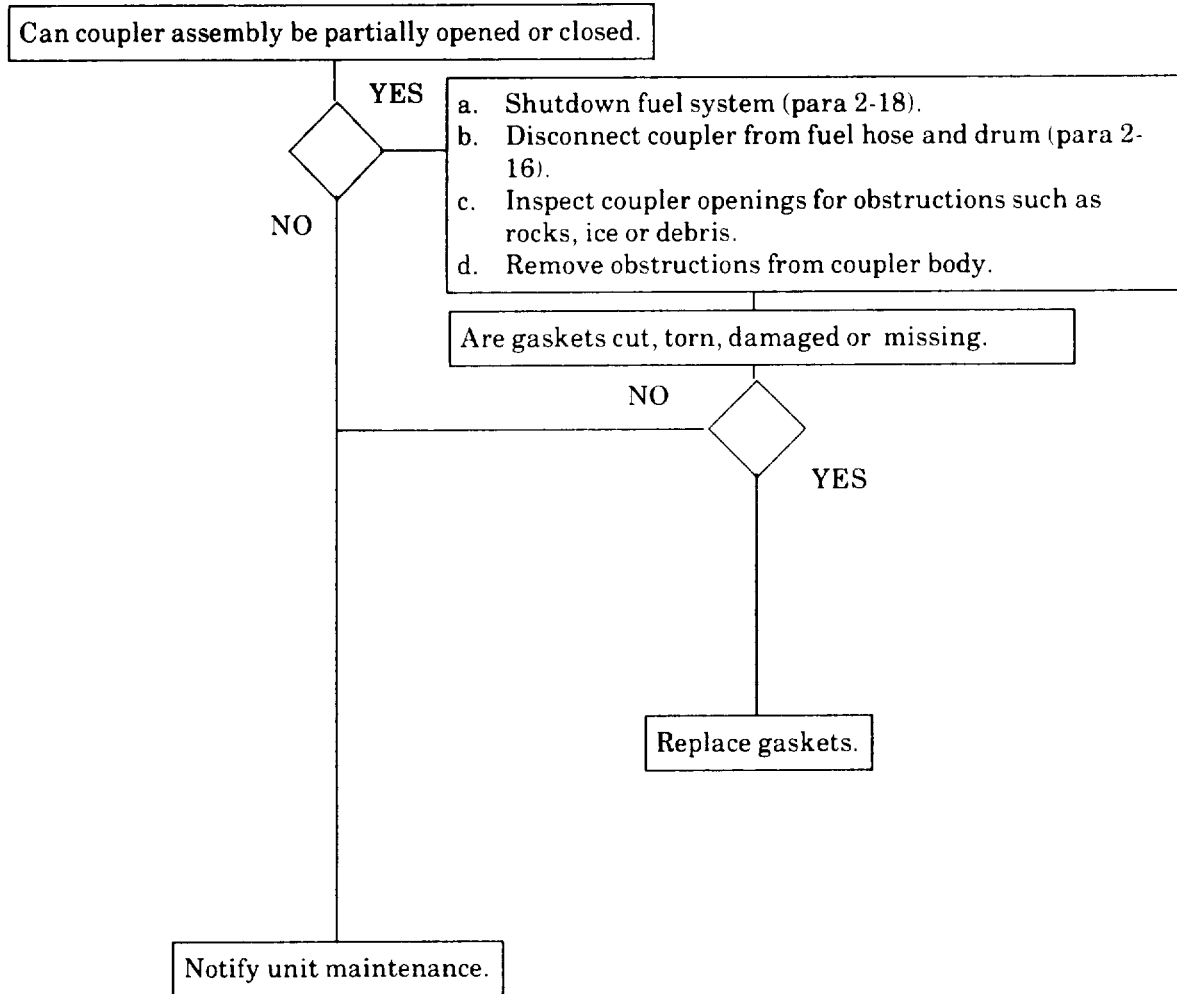 Can coupler assembly be partially opened or closed.
YES
a. Shutdown fuel system (para 2-18).
b. Disconnect coupler from fuel hose and drum (para 2-
16).
c. Inspect coupler openings for obstructions such as
rocks, ice or debris.
d. Remove obstructions from coupler body.
NO
Are gaskets cut, torn, damaged or missing.
NO
YES
Replace gaskets.
Notify unit maintenance.